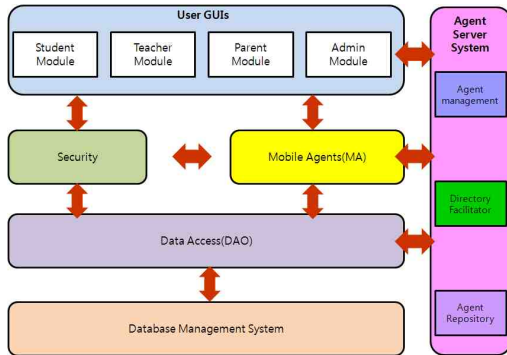 User GUIs
Student
Module
Teacher
Module
Parent
Module
Admin
Module
Security
Mobile Agents(MA)
Data Access(DAO)
Database Management System
Agent
Server
System
Agent
management
Directory
Facilitator
Agent
Repository